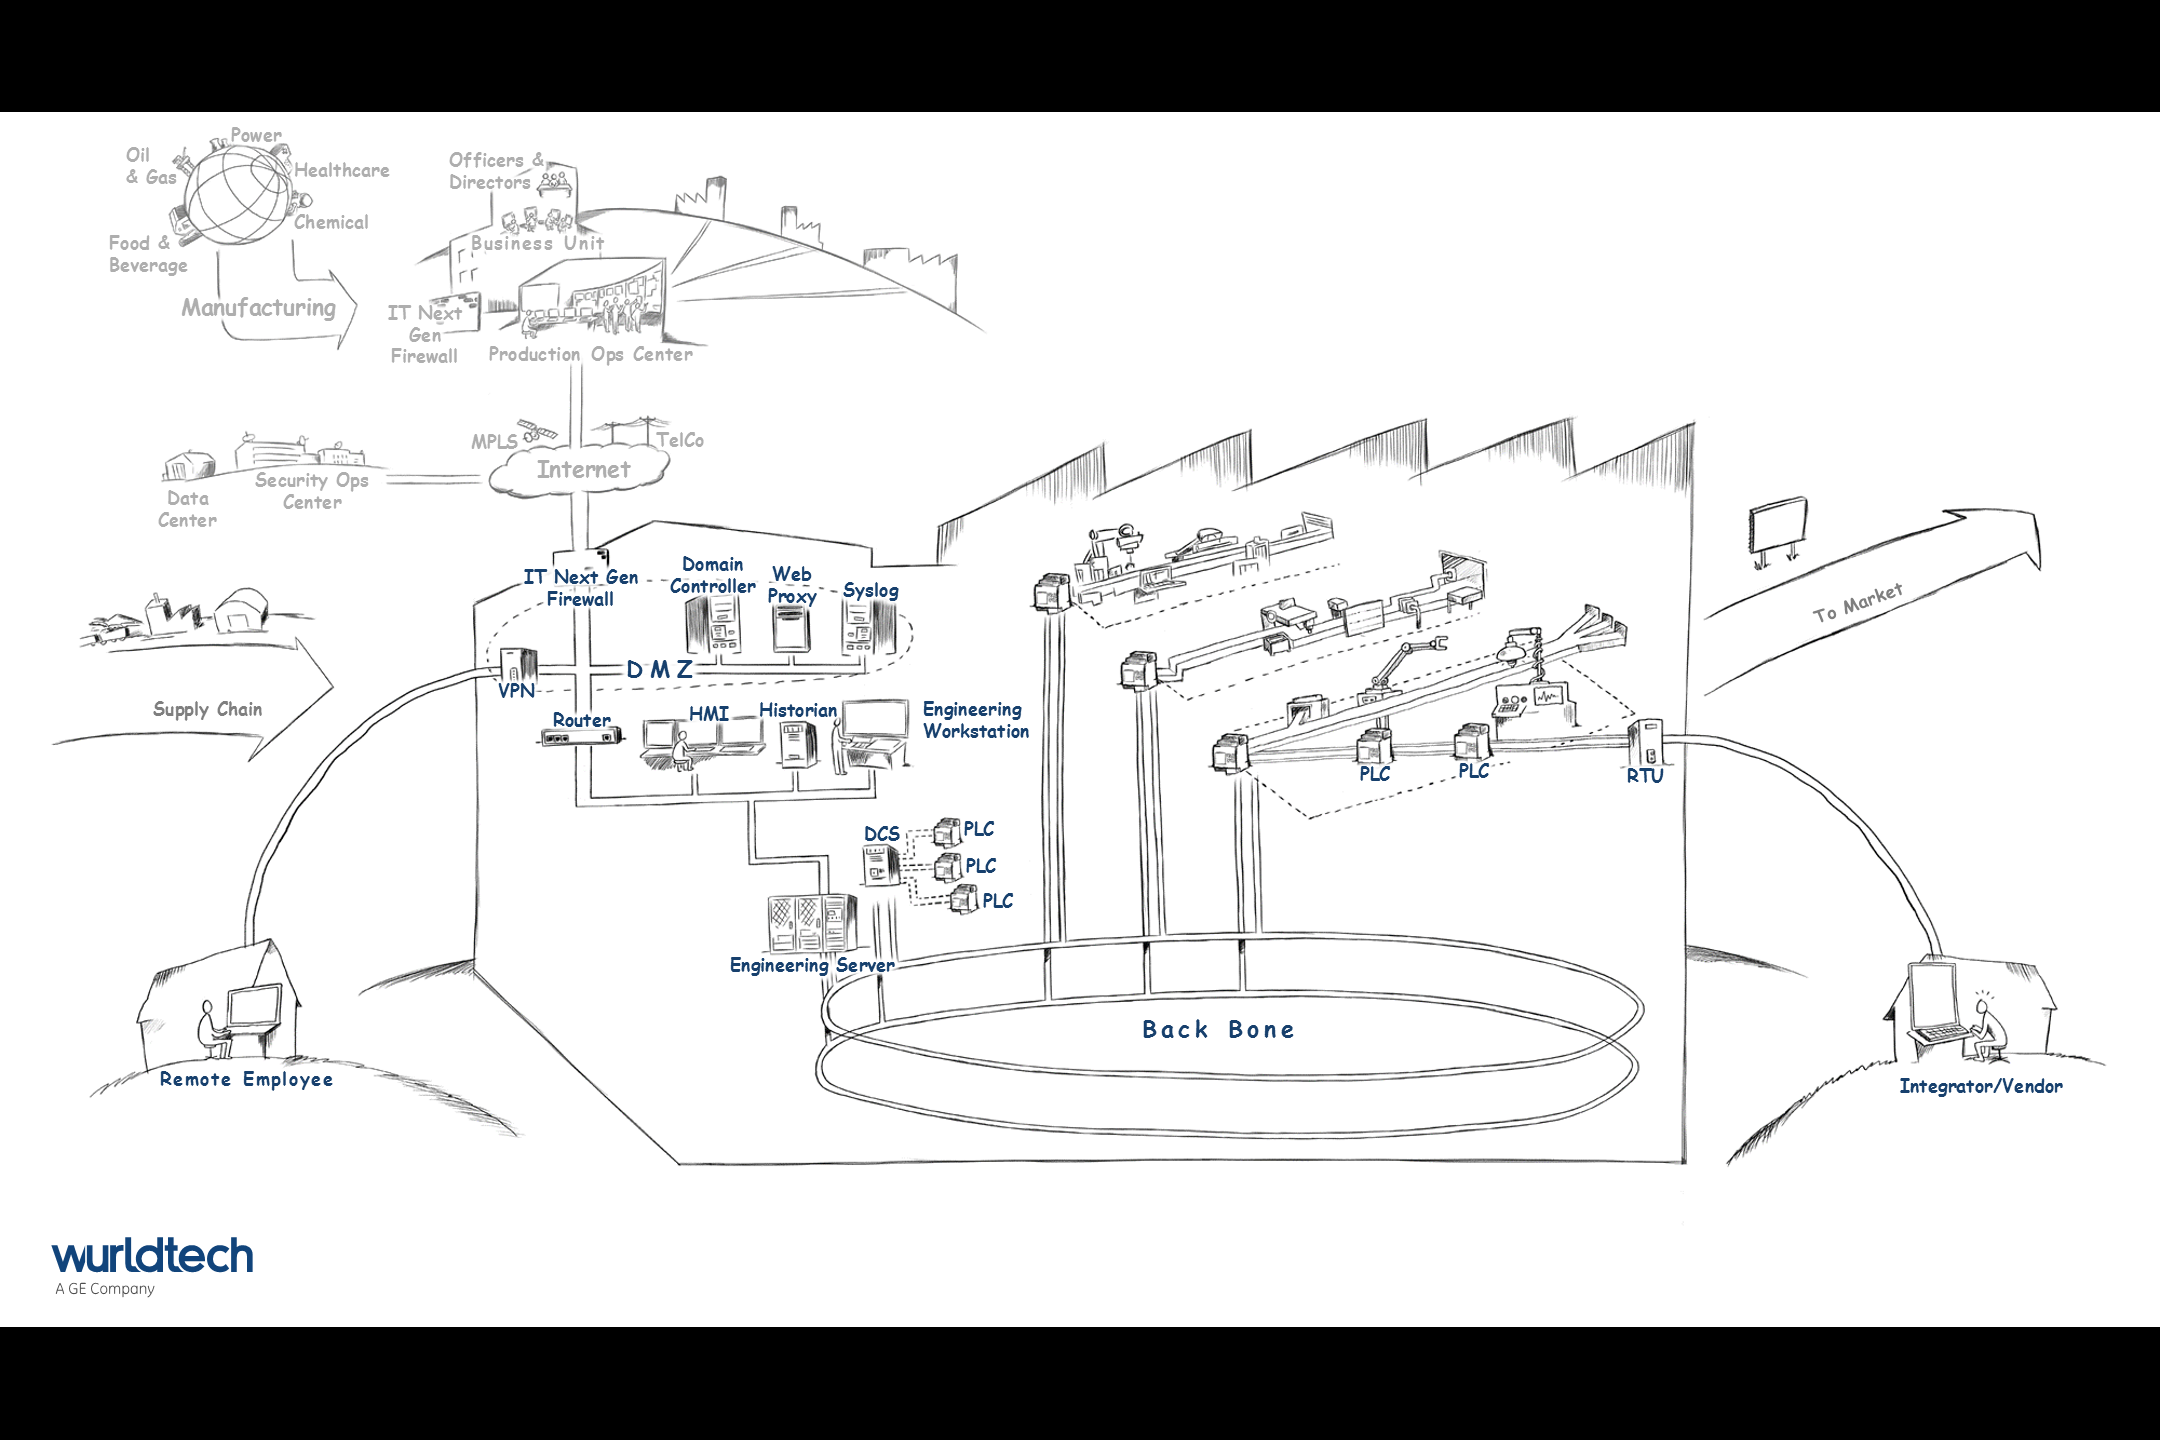 Power
Oil
& Gas
Healthcare
Chemical
Food &
Beverage
Manufacturing
Officers &
Directors
Business Unit
IT Next
Gen
Firewall
Production Ops Center
MPLS
TelCo
Internet
Security Ops
Center
Data
Center
Supply Chain
To Market
IT Next Gen
Firewall
Domain
Controller
Web
Proxy
Syslog
DMZ
VPN
Router
HMI
Historian
Engineering
Workstation
DCS
PLC
PLC
PLC
Engineering Server
PLC
PLC
RTU
Back Bone
Remote Employee
Integrator/Vendor
wurldtech
A GE Company